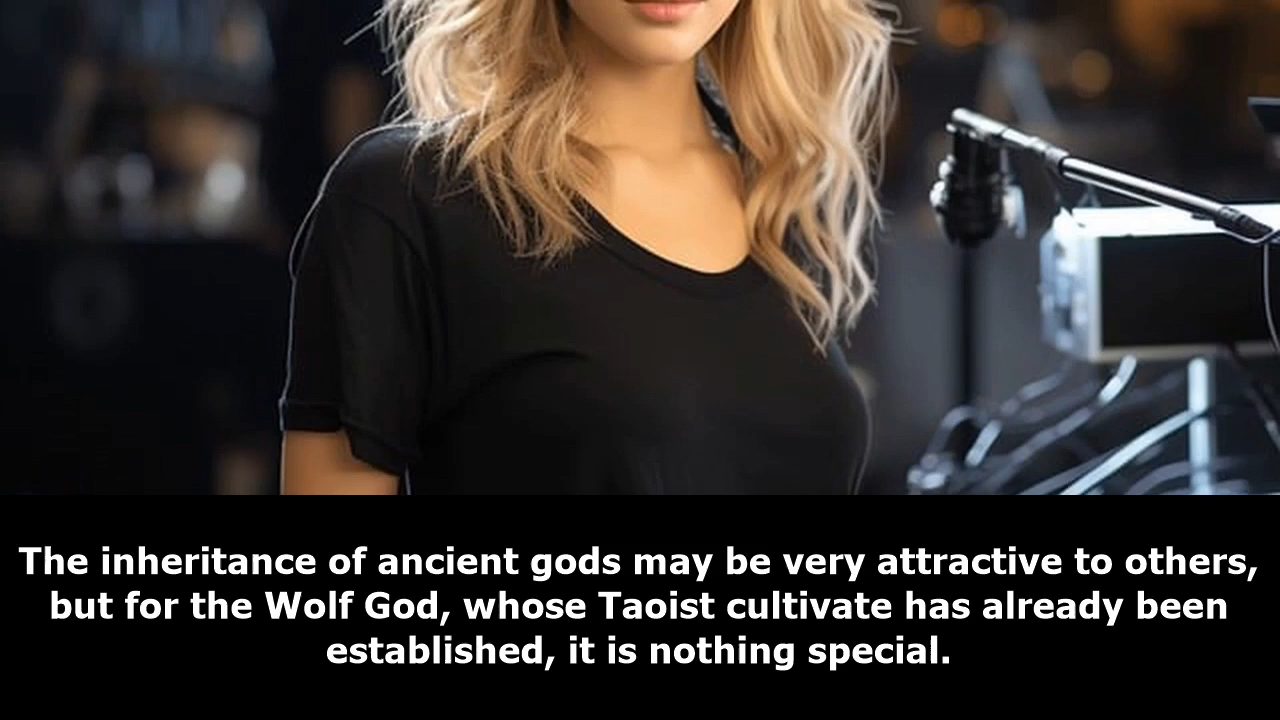 The inheritance of ancient gods may be very attractive to others,
but for the Wolf God, whose Taoist cultivate has already been
established, it is nothing special.